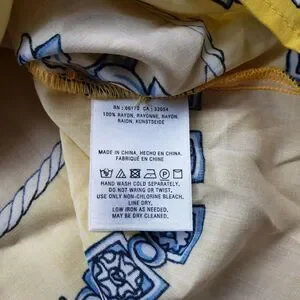 RN : 06170 CA : 32054
100% RAYON, RAYONNE, RAYON,
RAION, KUNSTSEIDE
MADE IN CHINA, HECHO EN CHINA,
FABRIQUÉ EN CHINE
HAND WASH COLD SEPARATELY.
DO NOT WRING OR TWIST.
USE ONLY NON-CHLORINE BLEACH.
LINE DRY.
LOW IRON AS NEEDED.
MAY BE DRY CLEANED.